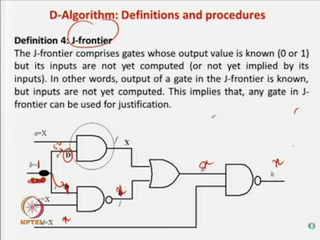 D-Algorithm: Definitions and procedures
Definition 4: J-frontier
The J-frontier comprises gates whose output value is known (0 or 1)
but its inputs are not yet computed (or not yet implied by its
inputs). In other words, output of a gate in the J-frontier is known,
but inputs are not yet computed. This implies that, any gate in J-
frontier can be used for justification.
a=X
X
D
b=1
x
x
x
h
=X
NPTEL